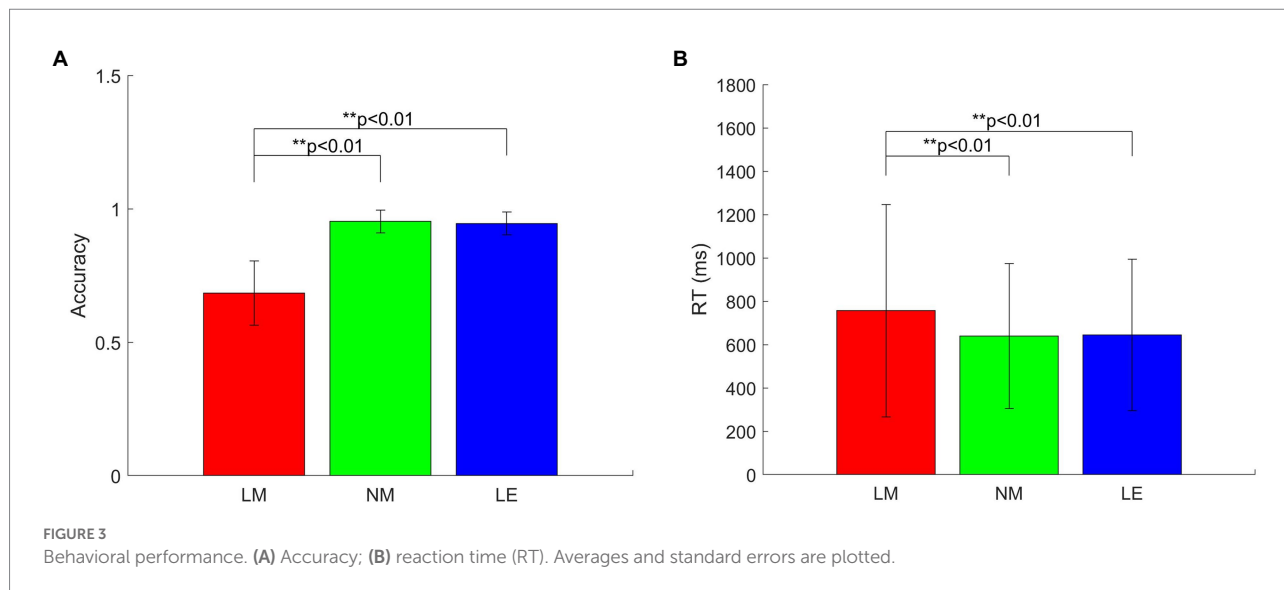 A
1.5
**p<0.01
**p<0.01
1
Accuracy
0.5
0
LM NM LE
B
1800
1600
**p<0.01
1400
**p<0.01
1200
1000
RT (ms)
800
600
400
200
0
LM NM LE
FIGURE 3
Behavioral performance. (A) Accuracy; (B) reaction time (RT). Averages and standard errors are plotted.